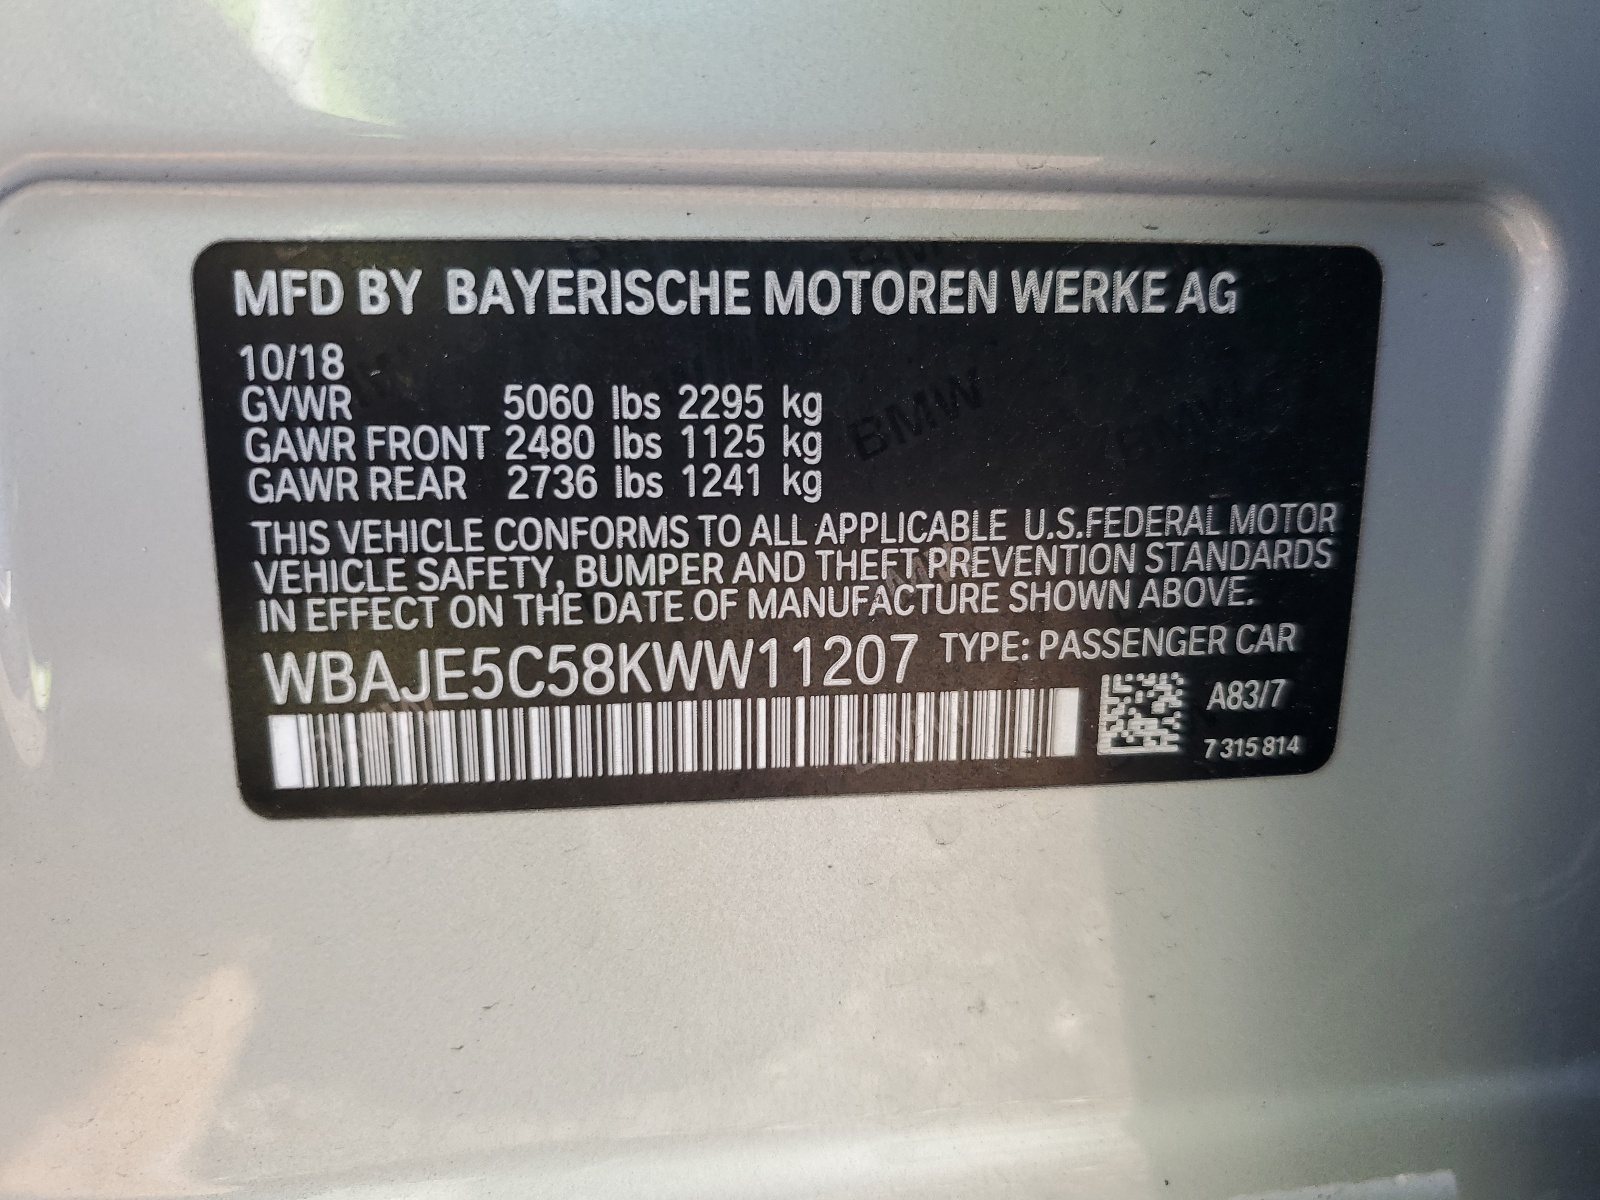 MFD BY BAYERISCHE MOTOREN WERKE AG
10/18
GVWR 5060 lbs 2295 kg
GAWR FRONT 2480 lbs 1125 kg
GAWR REAR 2736 lbs 1241 kg
THIS VEHICLE CONFORMS TO ALL APPLICABLE U.S.FEDERAL MOTOR
VEHICLE SAFETY, BUMPER AND THEFT PREVENTION STANDARDS
IN EFFECT ON THE DATE OF MANUFACTURE SHOWN ABOVE.
WBAJE5C58KWW11207 TYPE: PASSENGER CAR
A83/7
7 315 814